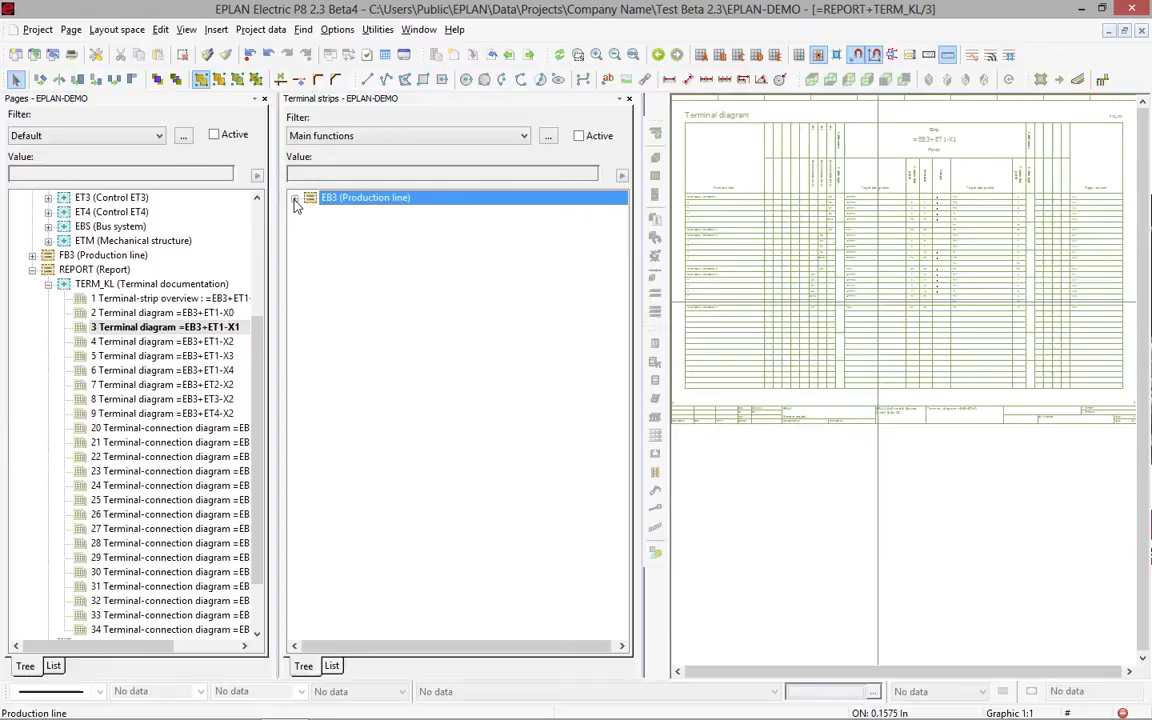 EPLAN Electric P8 2.3 Beta4 - C:\Users\Public\EPLAN\Data\Projects\Company Name\Test Beta 2.3\EPLAN-DEMO - [=REPORT+TERM_KL/3]
Project Page Layout space Edit View Insert Project data Find Options Utilities Window Help
Pages - EPLAN-DEMO
Filter:
Default
...
Active
Value:
ET3 (Control ET3)
ET4 (Control ET4)
EBS (Bus system)
ETM (Mechanical structure)
FB3 (Production line)
REPORT (Report)
TERM_KL (Terminal documentation)
1 Terminal-strip overview : =EB3+ET1-
2 Terminal diagram =EB3+ET1-X0
3 Terminal diagram =EB3+ET1-X1
4 Terminal diagram =EB3+ET1-X2
5 Terminal diagram =EB3+ET1-X3
6 Terminal diagram =EB3+ET1-X4
7 Terminal diagram =EB3+ET2-X2
8 Terminal diagram =EB3+ET3-X2
9 Terminal diagram =EB3+ET4-X2
20 Terminal-connection diagram =EB
21 Terminal-connection diagram =EB
22 Terminal-connection diagram =EB
23 Terminal-connection diagram =EB
24 Terminal-connection diagram =EB
25 Terminal-connection diagram =EB
26 Terminal-connection diagram =EB
27 Terminal-connection diagram =EB
28 Terminal-connection diagram =EB
29 Terminal-connection diagram =EB
30 Terminal-connection diagram =EB
31 Terminal-connection diagram =EB
32 Terminal-connection diagram =EB
33 Terminal-connection diagram =EB
34 Terminal-connection diagram =EB
Tree List
Terminal strips - EPLAN-DEMO
Filter:
Main functions
...
Active
Value:
EB3 (Production line)
Tree List
Terminal diagram
Strip
=EB3+ET1-X1
No data No data No data No data ... No data No data
Production line
ON: 0.1575 In Graphic 1:1 #